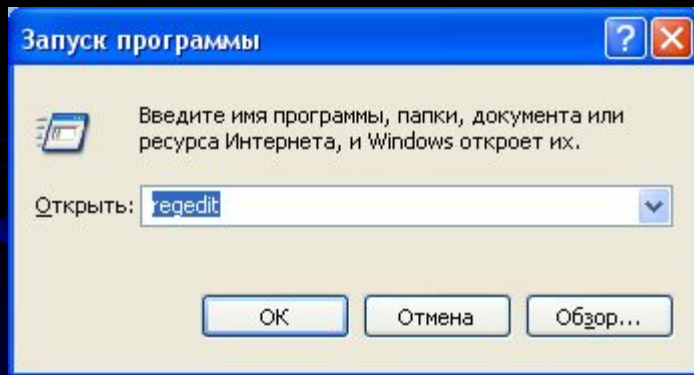 Запуск программы
Введите имя программы, папки, документа или
ресурса Интернета, и Windows откроет их.
Открыть: regedit
ОК Отмена Обзор...